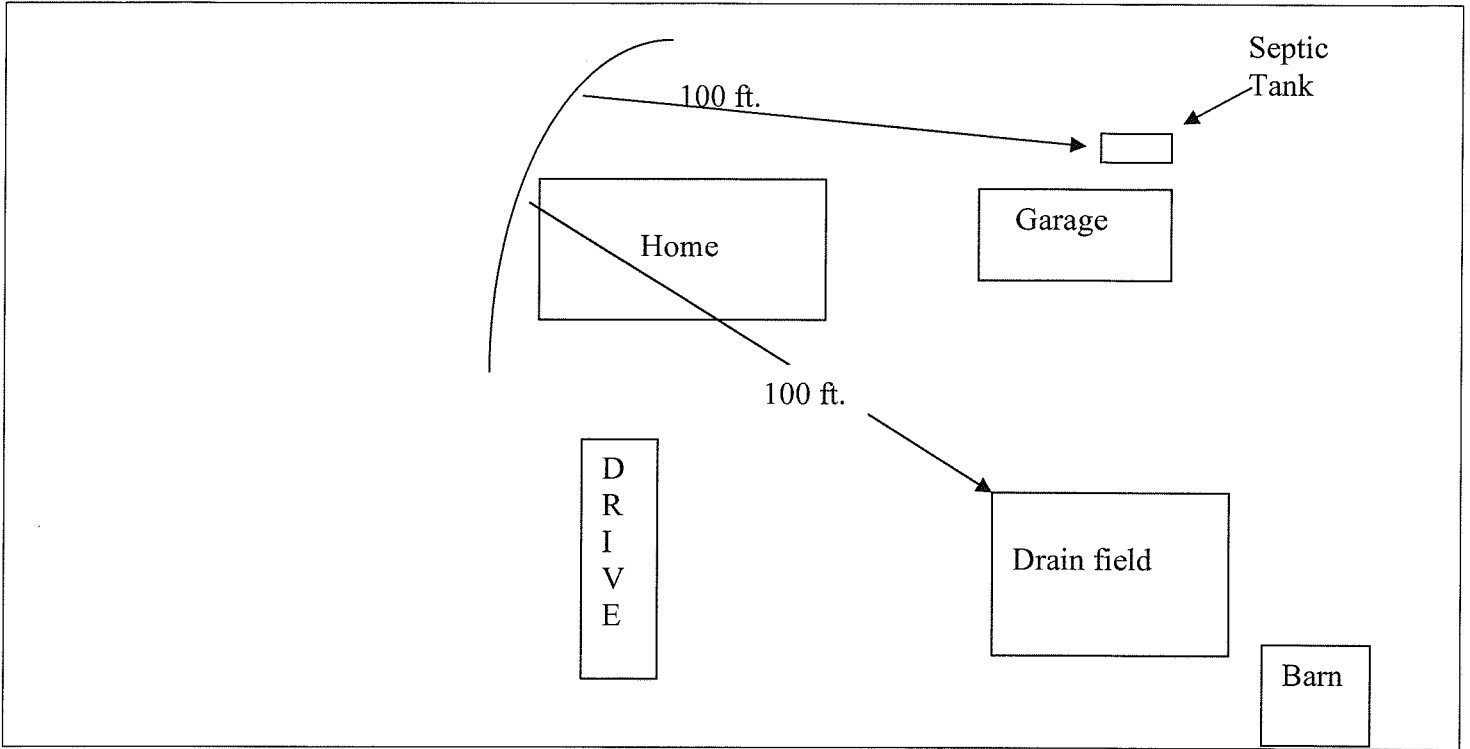 Septic
Tank
100 ft.
Garage
Home
100 ft.
D
R
I
V
E
Drain field
Barn